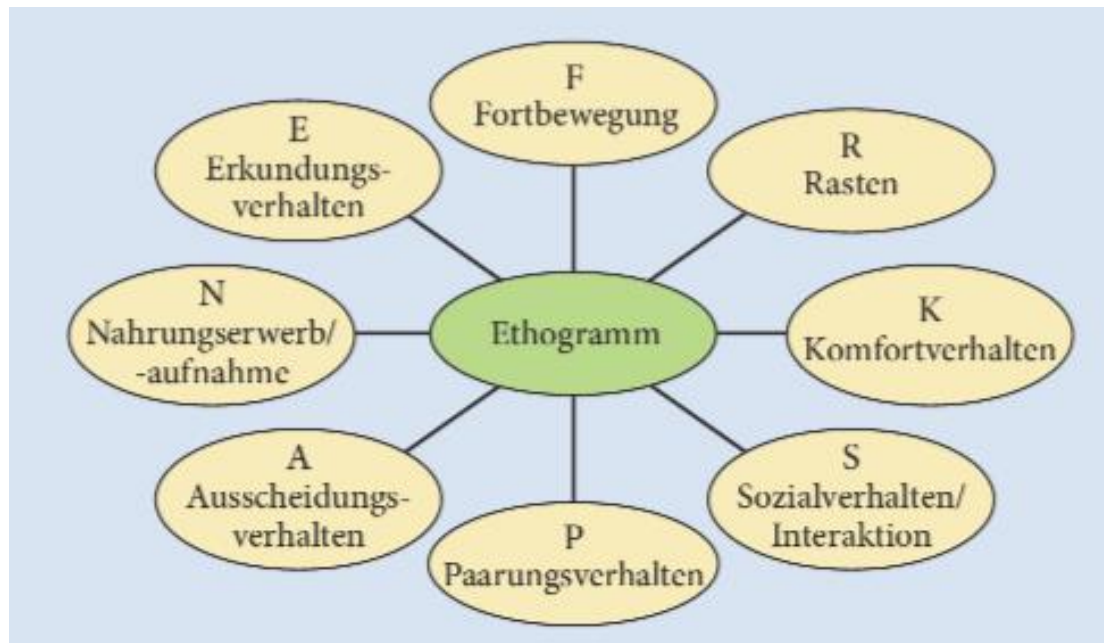 F
Fortbewegung
E
Erkundungs-
verhalten
R
Rasten
N
Nahrungserwerb/
-aufnahme
Ethogramm
K
Komfortverhalten
A
Ausscheidungs-
verhalten
S
Sozialverhalten/
Interaktion
P
Paarungsverhalten